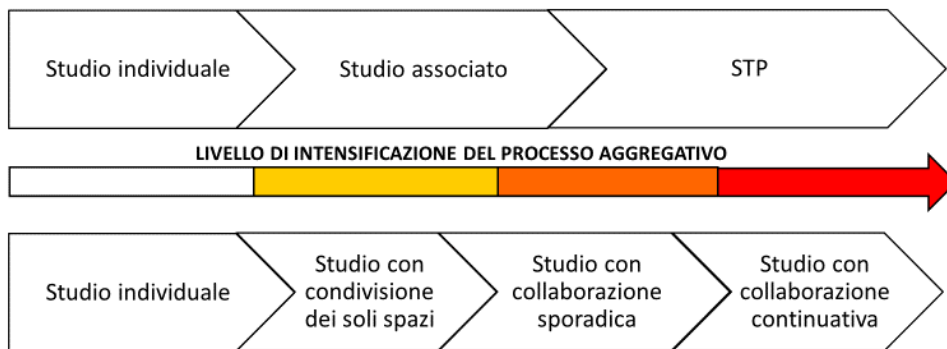 Studio individuale
Studio associato
STP
LIVELLO DI INTENSIFICAZIONE DEL PROCESSO AGGREGATIVO
Studio individuale
Studio con
condivisione
dei soli spazi
Studio con
collaborazione
sporadica
Studio con
collaborazione
continuativa